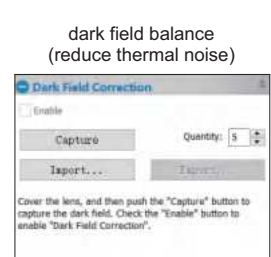 dark field balance
(reduce thermal noise)
Dark Field Correction
Enable
Capture
Quantity: 5
Import...
Cover the lens, and then push the "Capture" button to
capture the dark field. Check the "Enable" button to
enable "Dark Field Correction".